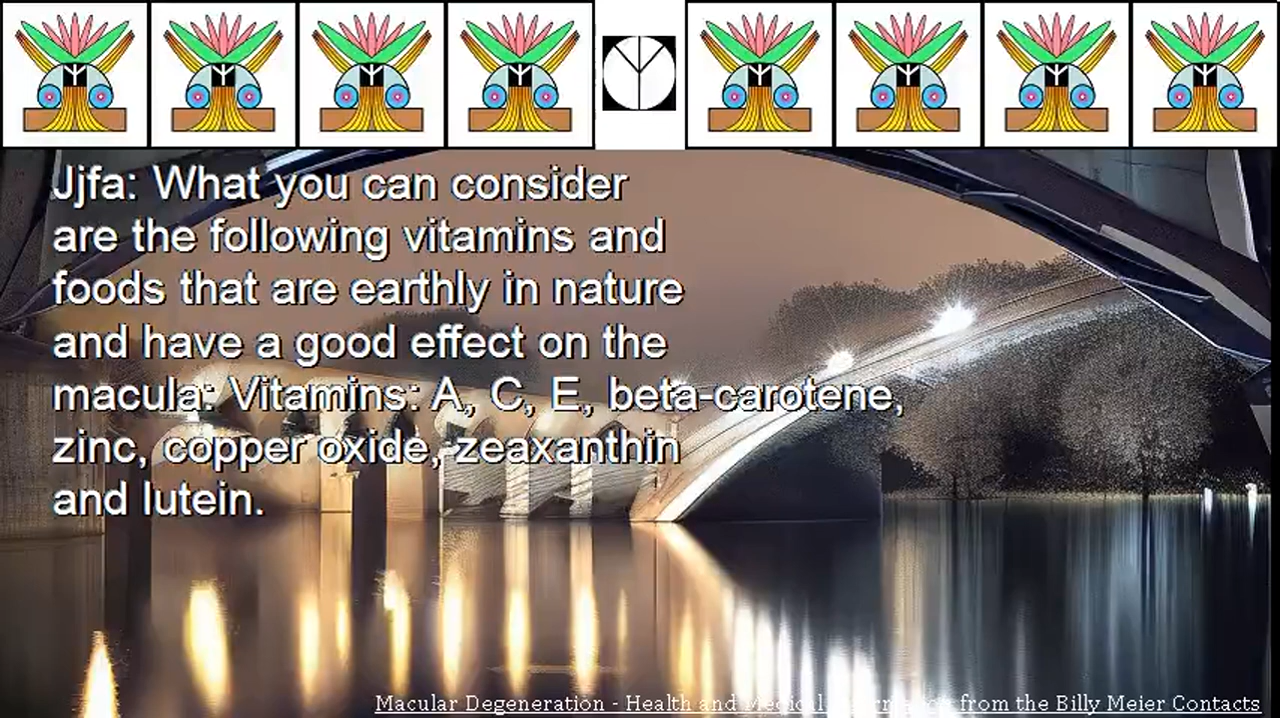 Jjfa: What you can consider
are the following vitamins and
foods that are earthly in nature
and have a good effect on the
macula: Vitamins: A, C, E, beta-carotene,
zinc, copper oxide, zeaxanthin
and lutein.
Macular Degeneration - Health and Medical from the Billy Meier Contacts